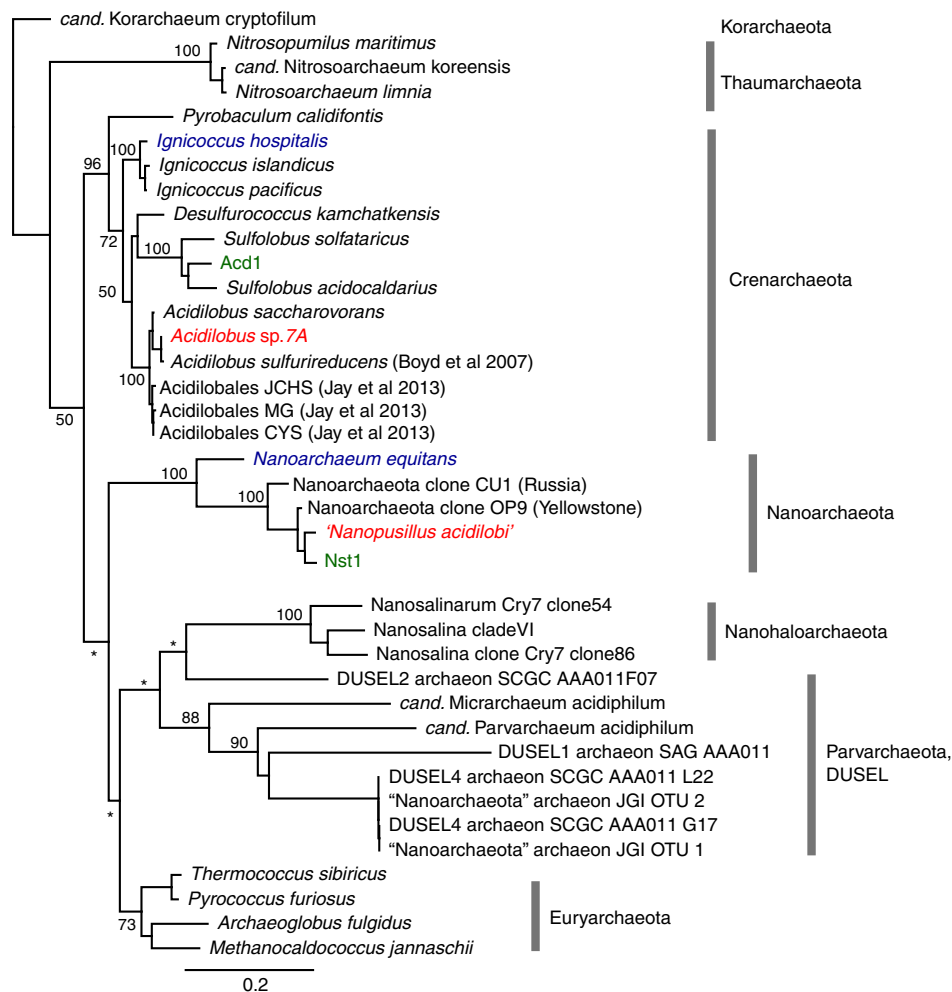 cand. Korarchaeum cryptofilum
Korarchaeota
Nitrosopumilus maritimus
100
cand. Nitrosoarchaeum koreensis
Nitrosoarchaeum limnia
Thaumarchaeota
Pyrobaculum calidifontis
Ignicoccus hospitalis
100
96
Ignicoccus islandicus
Ignicoccus pacificus
Desulfurococcus kamchatkensis
72
Sulfolobus solfataricus
100
Acd1
Sulfolobus acidocaldarius
Crenarchaeota
50
Acidilobus saccharovorans
Acidilobus sp.7A
Acidilobus sulfurireducens (Boyd et al 2007)
100
Acidilobales JCHS (Jay et al 2013)
Acidilobales MG (Jay et al 2013)
Acidilobales CYS (Jay et al 2013)
50
Nanoarchaeum equitans
100
Nanoarchaeota clone CU1 (Russia)
100
Nanoarchaeota clone OP9 (Yellowstone)
Nanoarchaeota
'Nanopusillus acidilobi'
Nst1
Nanosalinarum Cry7 clone54
100
Nanosalina cladeVI
Nanohaloarchaeota
Nanosalina clone Cry7 clone86
*
*
*
DUSEL2 archaeon SCGC AAA011F07
cand. Micrarchaeum acidiphilum
88
cand. Parvarchaeum acidiphilum
90
DUSEL1 archaeon SAG AAA011
Parvarchaeota,
DUSEL
DUSEL4 archaeon SCGC AAA011 L22
“Nanoarchaeota” archaeon JGI OTU 2
*
DUSEL4 archaeon SCGC AAA011 G17
“Nanoarchaeota” archaeon JGI OTU 1
Thermococcus sibiricus
Pyrococcus furiosus
73
Archaeoglobus fulgidus
Euryarchaeota
Methanocaldococcus jannaschii
0.2